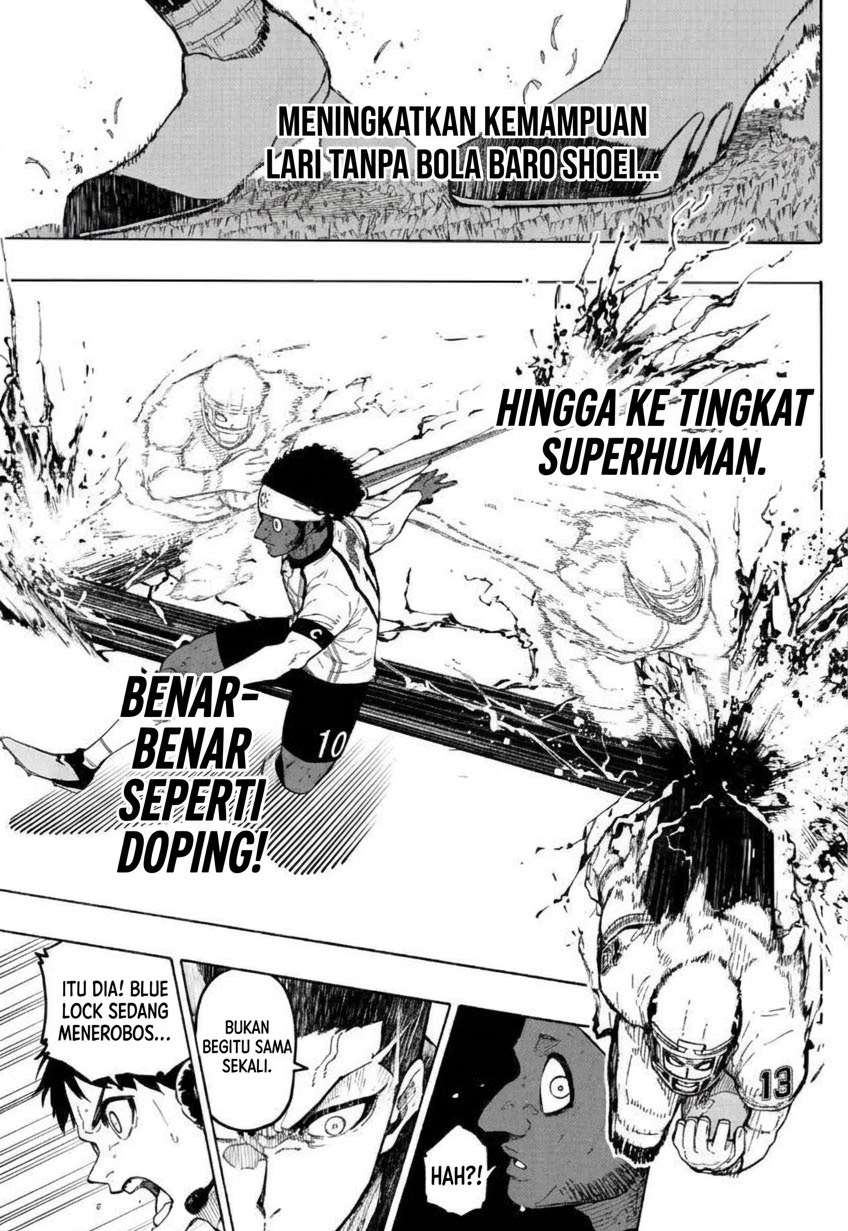 MENINGKATKAN KEMAMPUAN
LARI TANPA BOLA BARO SHOEI...
HINGGA KE TINGKAT
SUPERHUMAN.
C
BENAR-
BENAR
SEPERTI
DOPING!
10
13
ITU DIA! BLUE
LOCK SEDANG
MENEROBOS...
BUKAN
BEGITU SAMA
SEKALI.
HAH?!